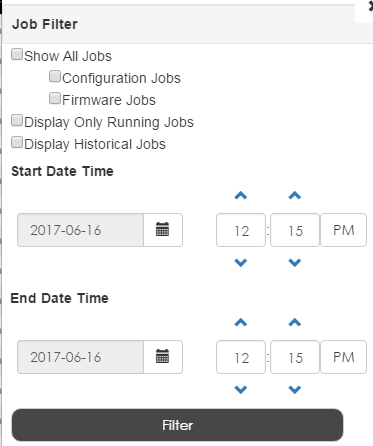 Job Filter
Show All Jobs
Configuration Jobs
Firmware Jobs
Display Only Running Jobs
Display Historical Jobs
Start Date Time
2017-06-16 12 : 15 PM
End Date Time
2017-06-16 12 : 15 PM
Filter